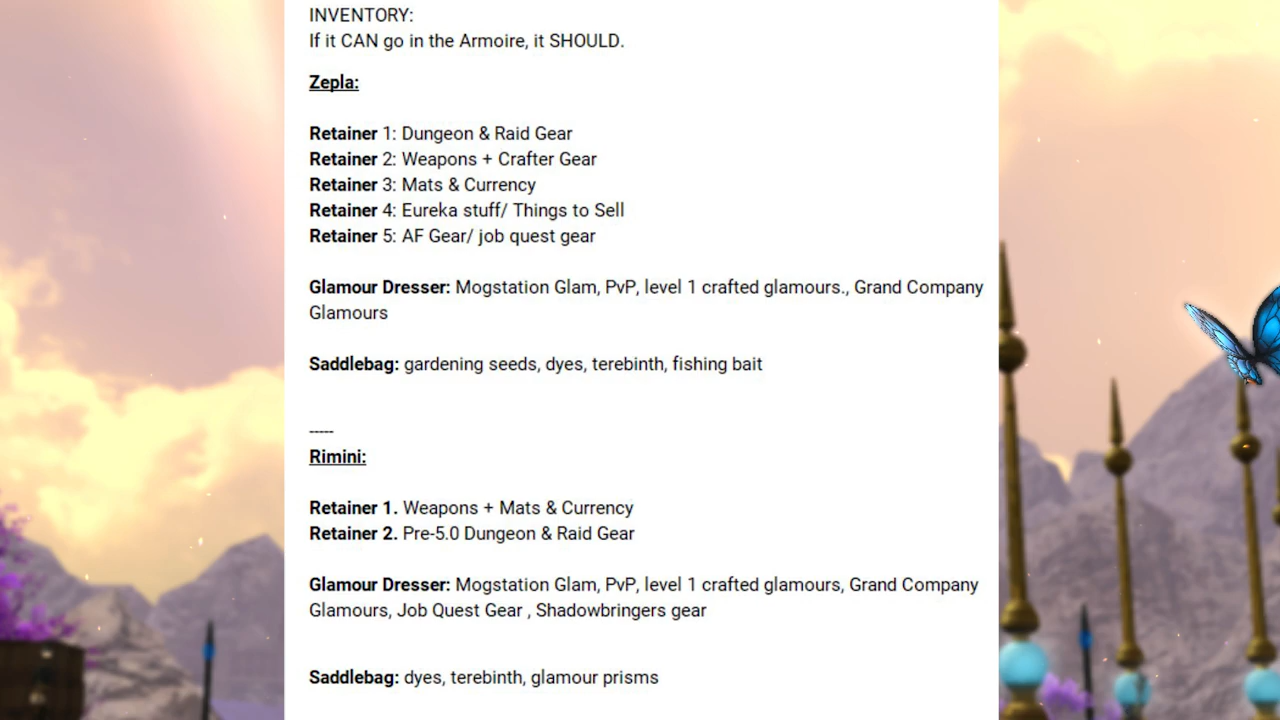 INVENTORY:
If it CAN go in the Armoire, it SHOULD.
Zepla:
Retainer 1: Dungeon & Raid Gear
Retainer 2: Weapons + Crafter Gear
Retainer 3: Mats & Currency
Retainer 4: Eureka stuff/ Things to Sell
Retainer 5: AF Gear/ job quest gear
Glamour Dresser: Mogstation Glam, PvP, level 1 crafted glamours., Grand Company
Glamours
Saddlebag: gardening seeds, dyes, terebinth, fishing bait
-----
Rimini:
Retainer 1. Weapons + Mats & Currency
Retainer 2. Pre-5.0 Dungeon & Raid Gear
Glamour Dresser: Mogstation Glam, PvP, level 1 crafted glamours, Grand Company
Glamours, Job Quest Gear , Shadowbringers gear
Saddlebag: dyes, terebinth, glamour prisms